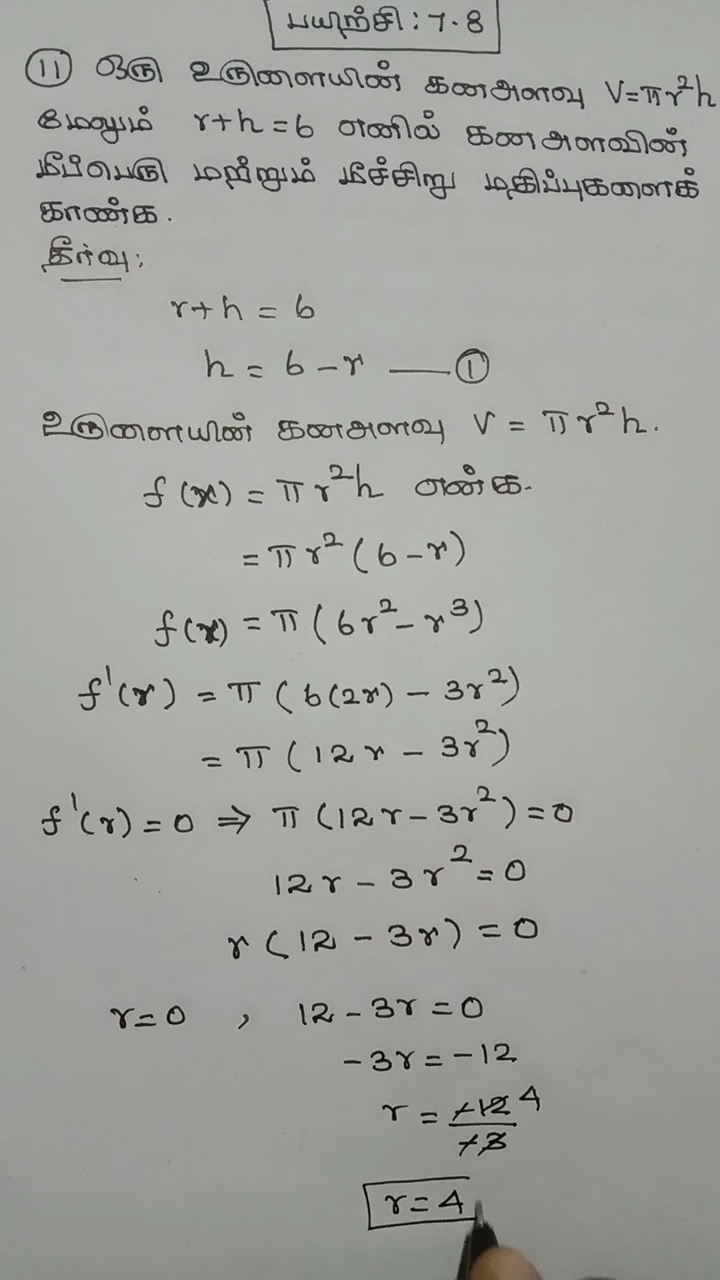 பயிற்சி : 7.8
⑪ ஒரு உருளையின் கனஅளவு V=πr²h
மேலும் r+h=6 எனில் கனஅளவின்
மீப்பெரு மற்றும் மீச்சிறு மதிப்புகளைக்
காண்க.
தீர்வு:
r+h = 6
h = 6-r —— ①
உருளையின் கனஅளவு V = πr²h.
f(x) = πr²h என்க.
= πr²(6-r)
f(r) = π(6r²-r³)
f'(r) = π(6(2r) - 3r²)
= π(12r - 3r²)
f'(r)=0 ⇒ π(12r-3r²)=0
12r - 3r² = 0
r(12-3r) = 0
r=0 , 12-3r=0
-3r = -12
r = -12/-3 4
r=4